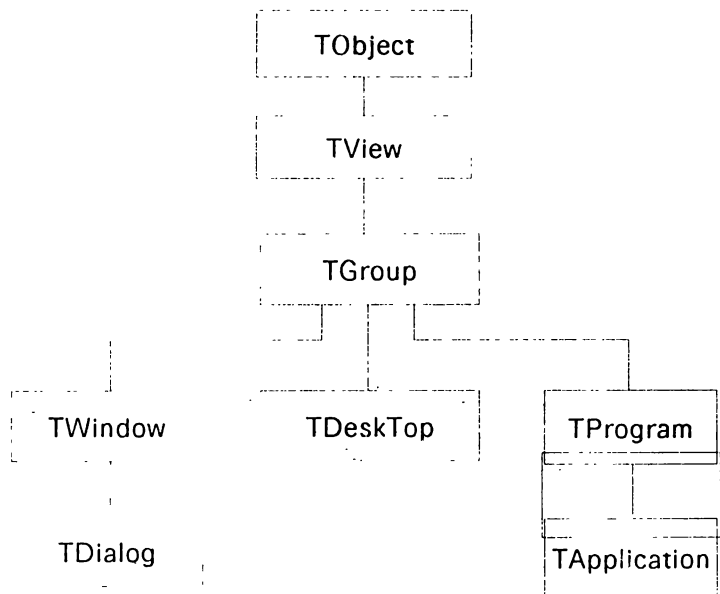 TObject
TView
TGroup
TWindow TDeskTop TProgram
TDialog TApplication